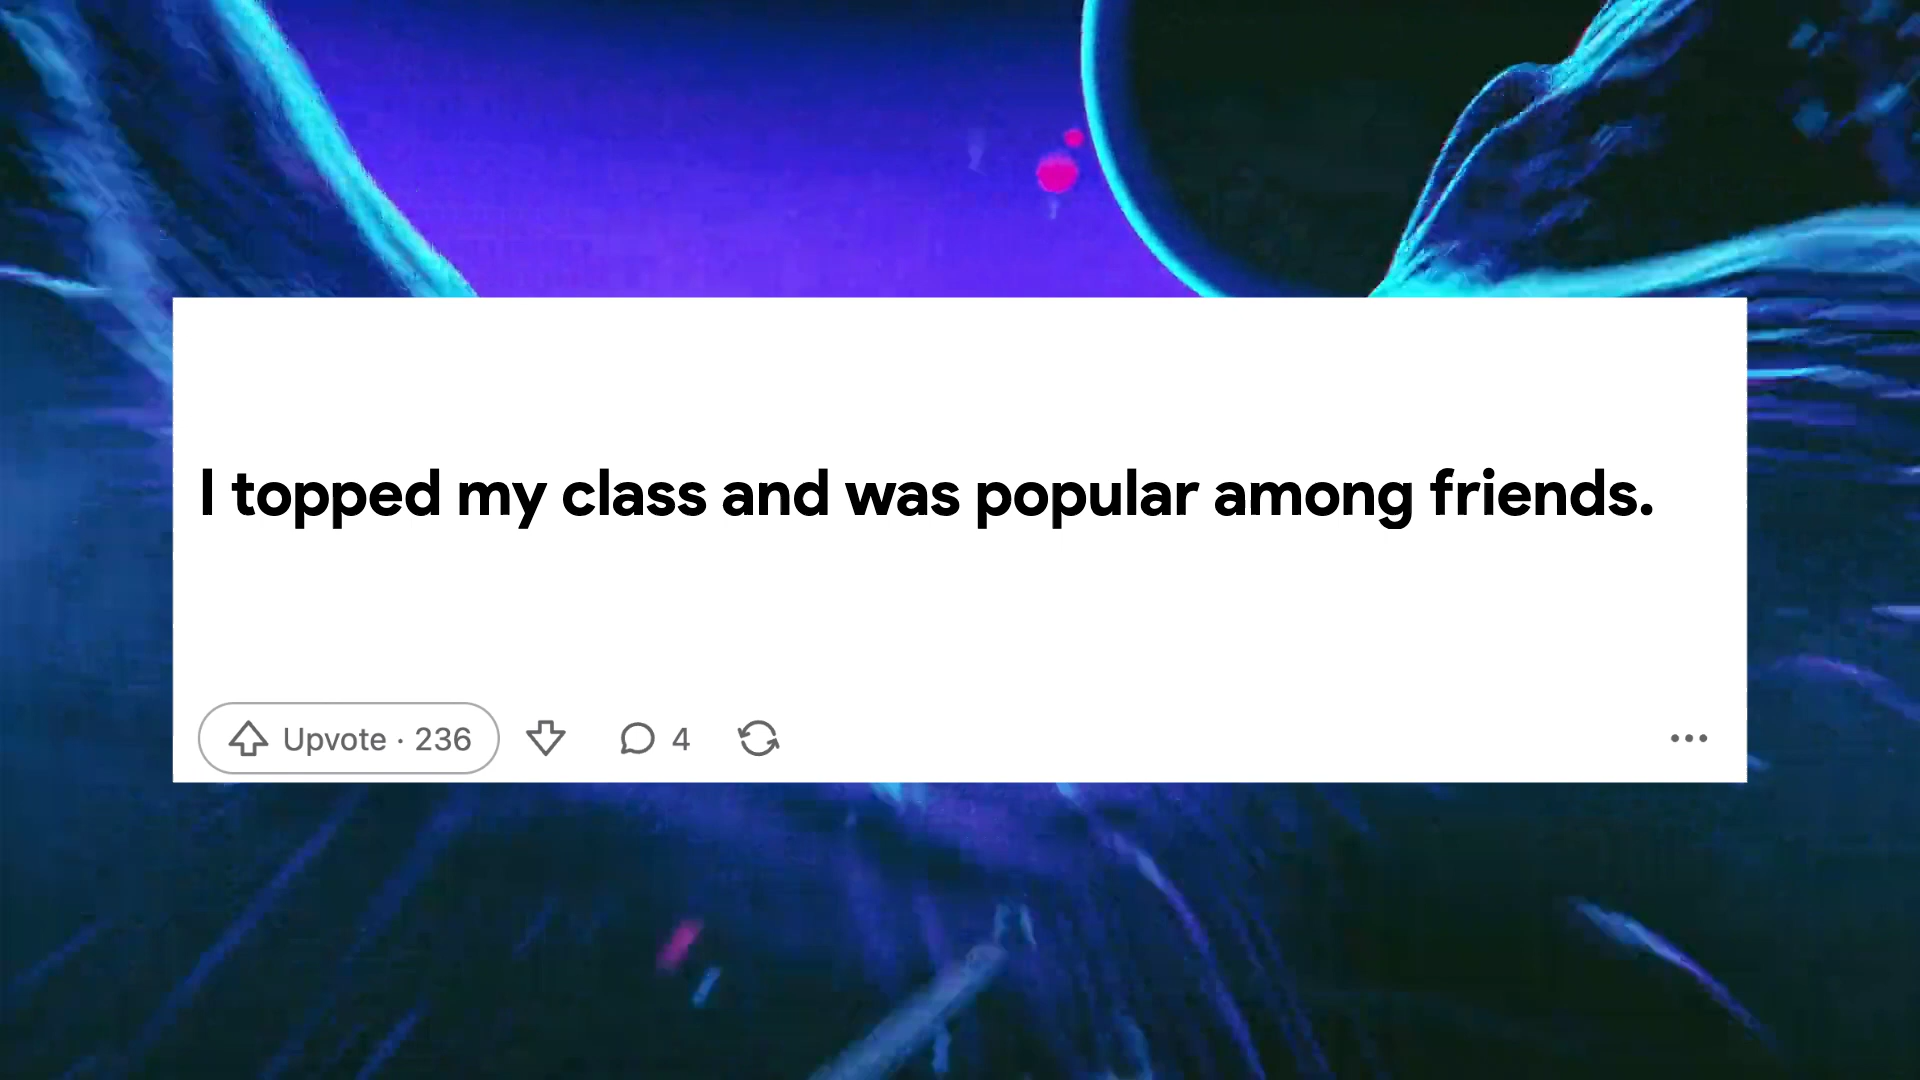 I topped my class and was popular among friends.
Upvote · 236 4